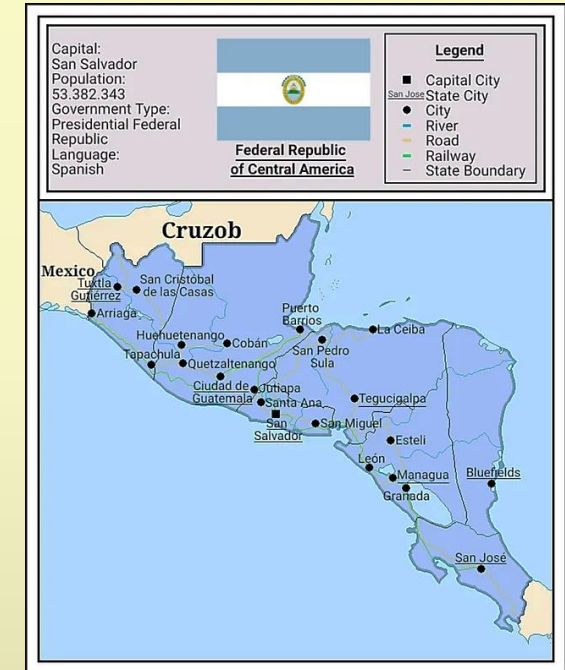 Capital:
San Salvador
Population:
53.382.343
Government Type:
Presidential Federal
Republic
Language:
Spanish
Federal Republic
of Central America
Legend
Capital City
San Jose State City
City
River
Road
Railway
State Boundary
Cruzob
Mexico
Tuxtla
Gutiérrez
San Cristóbal
de las Casas
Arriaga
Puerto
Barrios
La Ceiba
Huehuetenango
Cobán
San Pedro
Sula
Tapachula
Quetzaltenango
Ciudad de
Guatemala
Jutiapa
Santa Ana
Tegucigalpa
San
Salvador
San Miguel
Estelí
León
Managua
Bluefields
Granada
San José